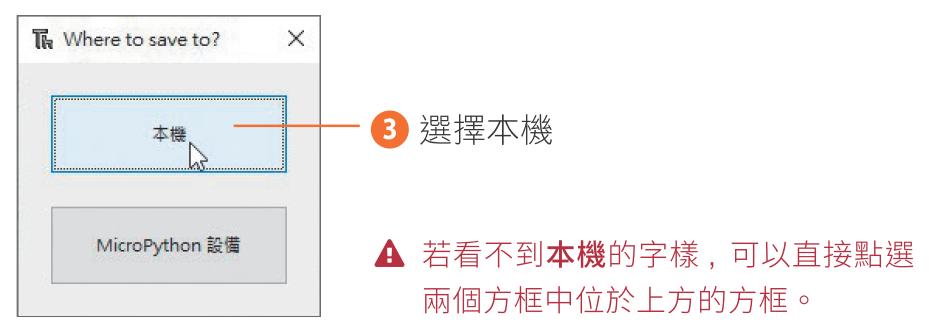 Where to save to?
本機
3 選擇本機
MicroPython 設備
若看不到本機的字樣，可以直接點選
兩個方框中位於上方的方框。